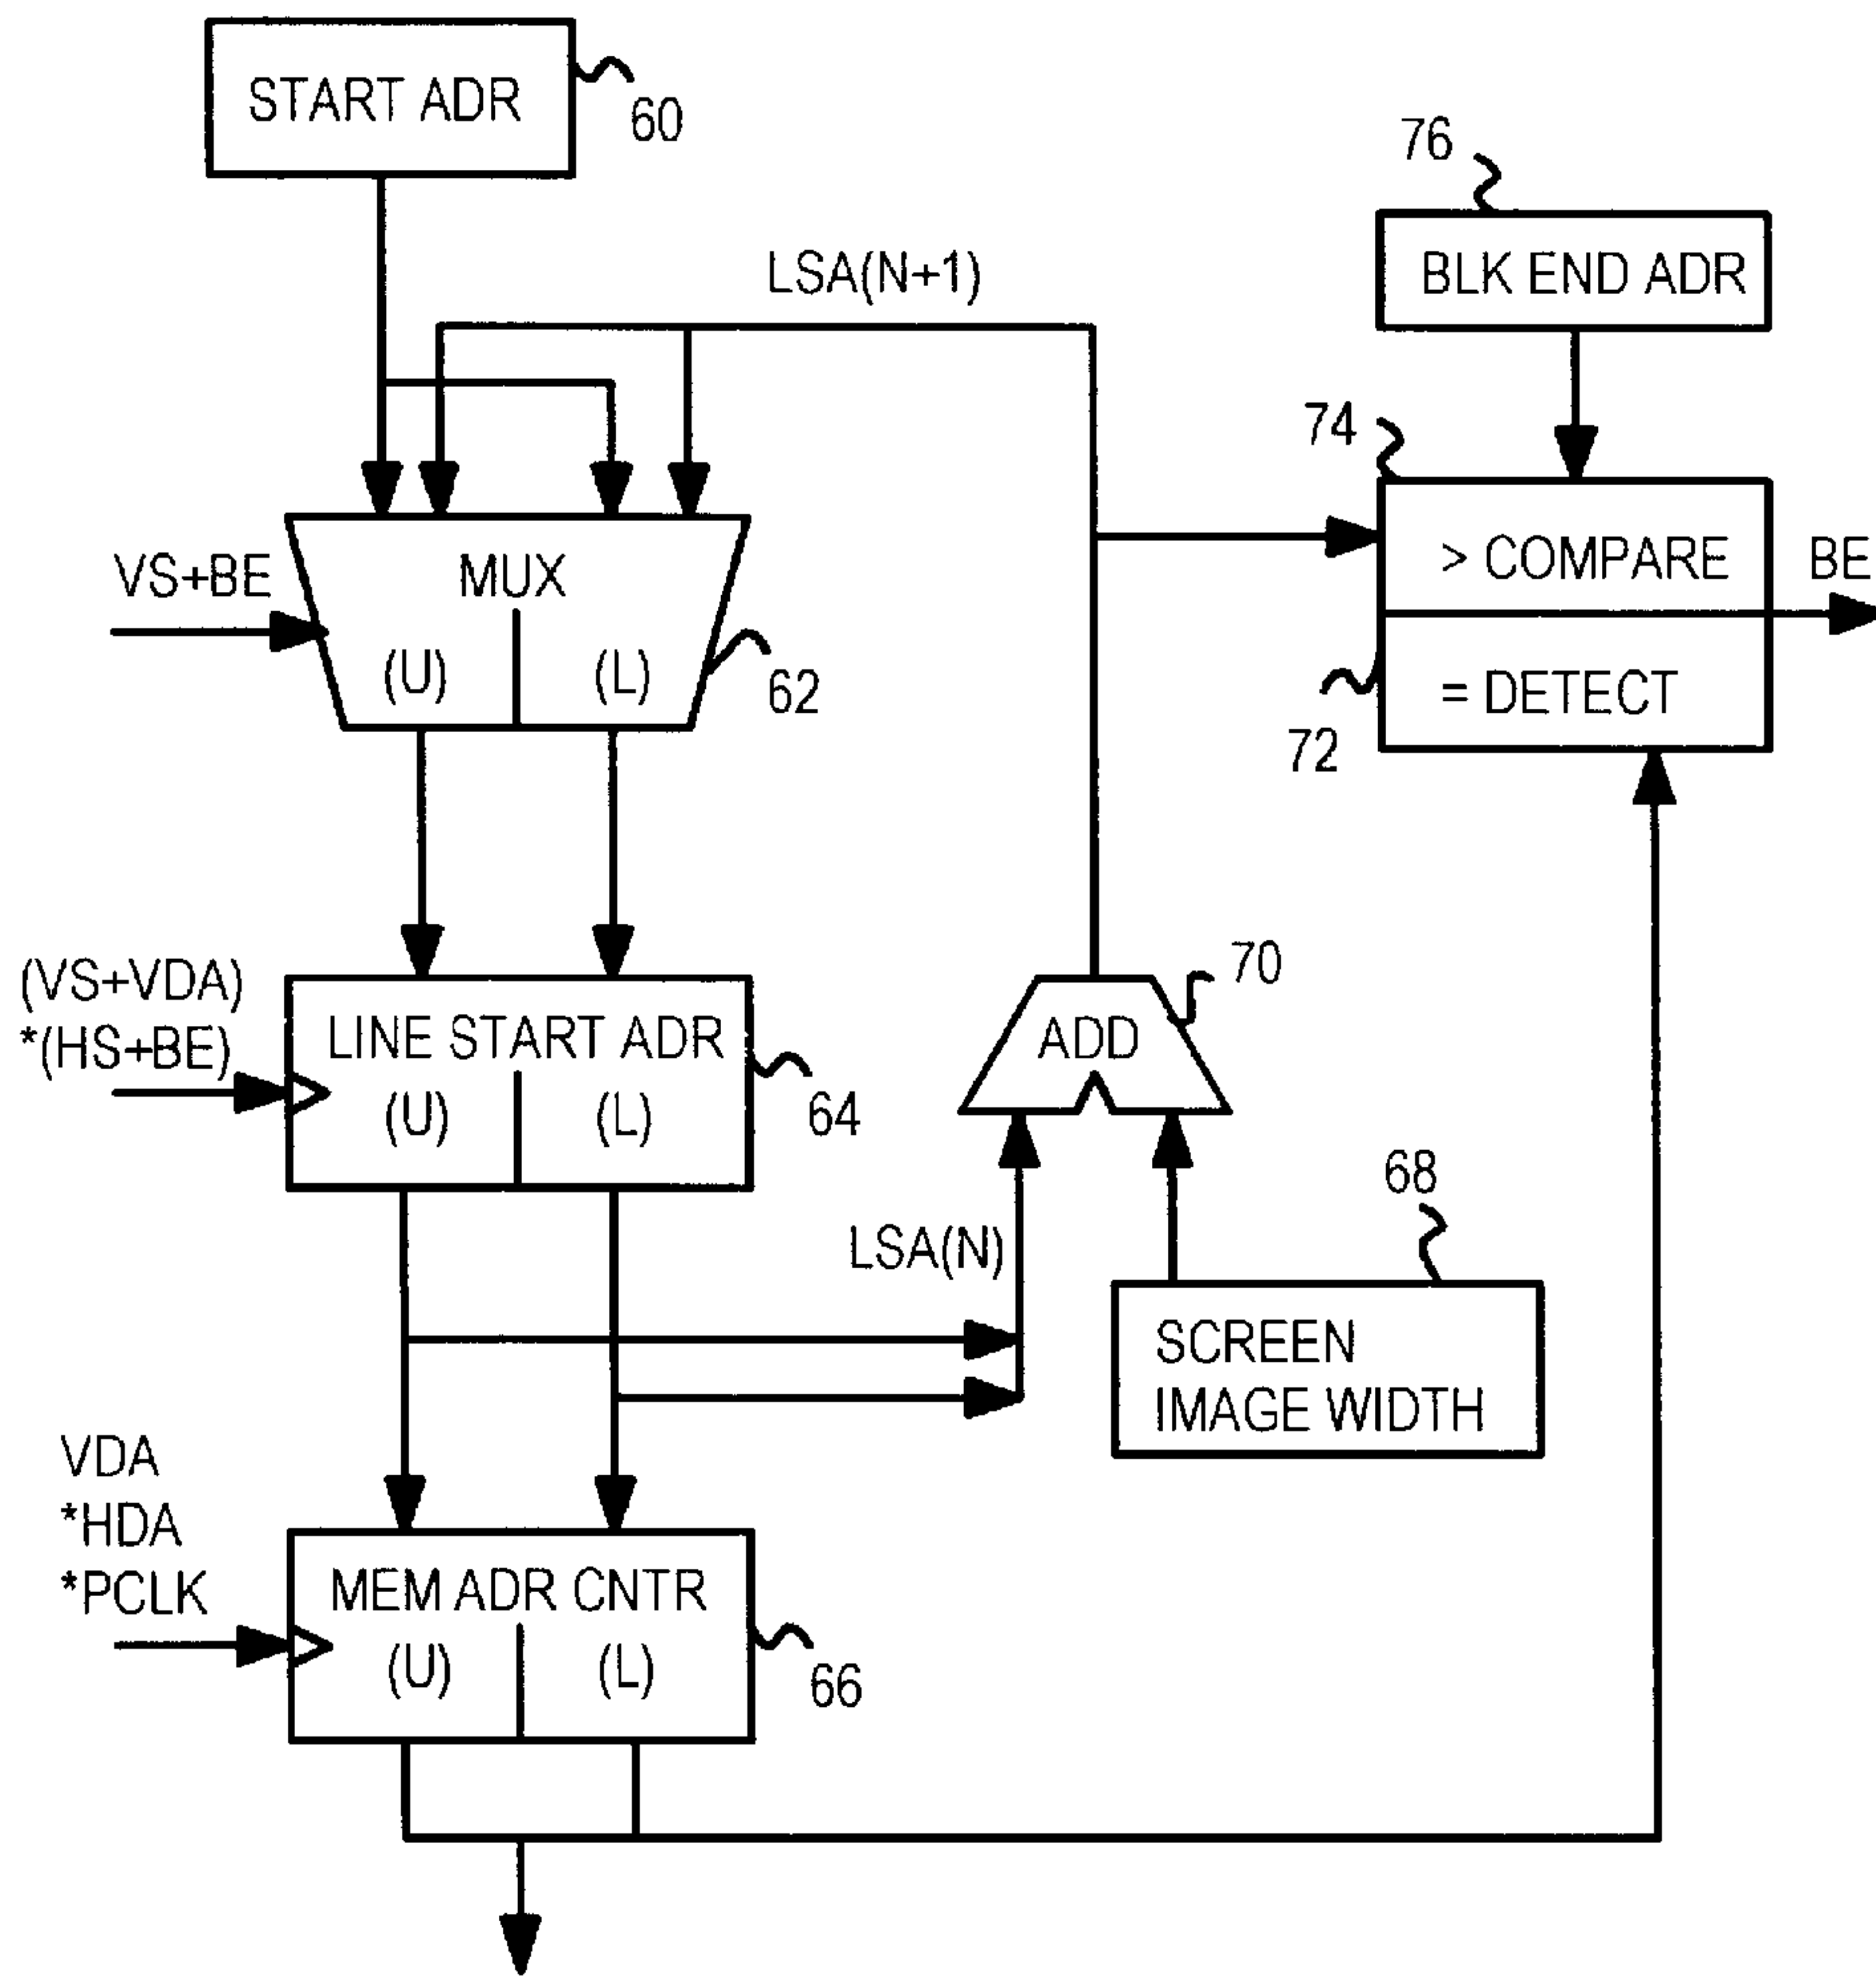 START ADR
60
76
LSA(N+1)
BLK END ADR
74
VS+BE
MUX
> COMPARE
BE
(U)
(L)
62
= DETECT
72
(VS+VDA)
*(HS+BE)
LINE START ADR
(U)
(L)
64
70
ADD
68
LSA(N)
SCREEN
IMAGE WIDTH
VDA
*HDA
*PCLK
MEM ADR CNTR
(U)
(L)
66